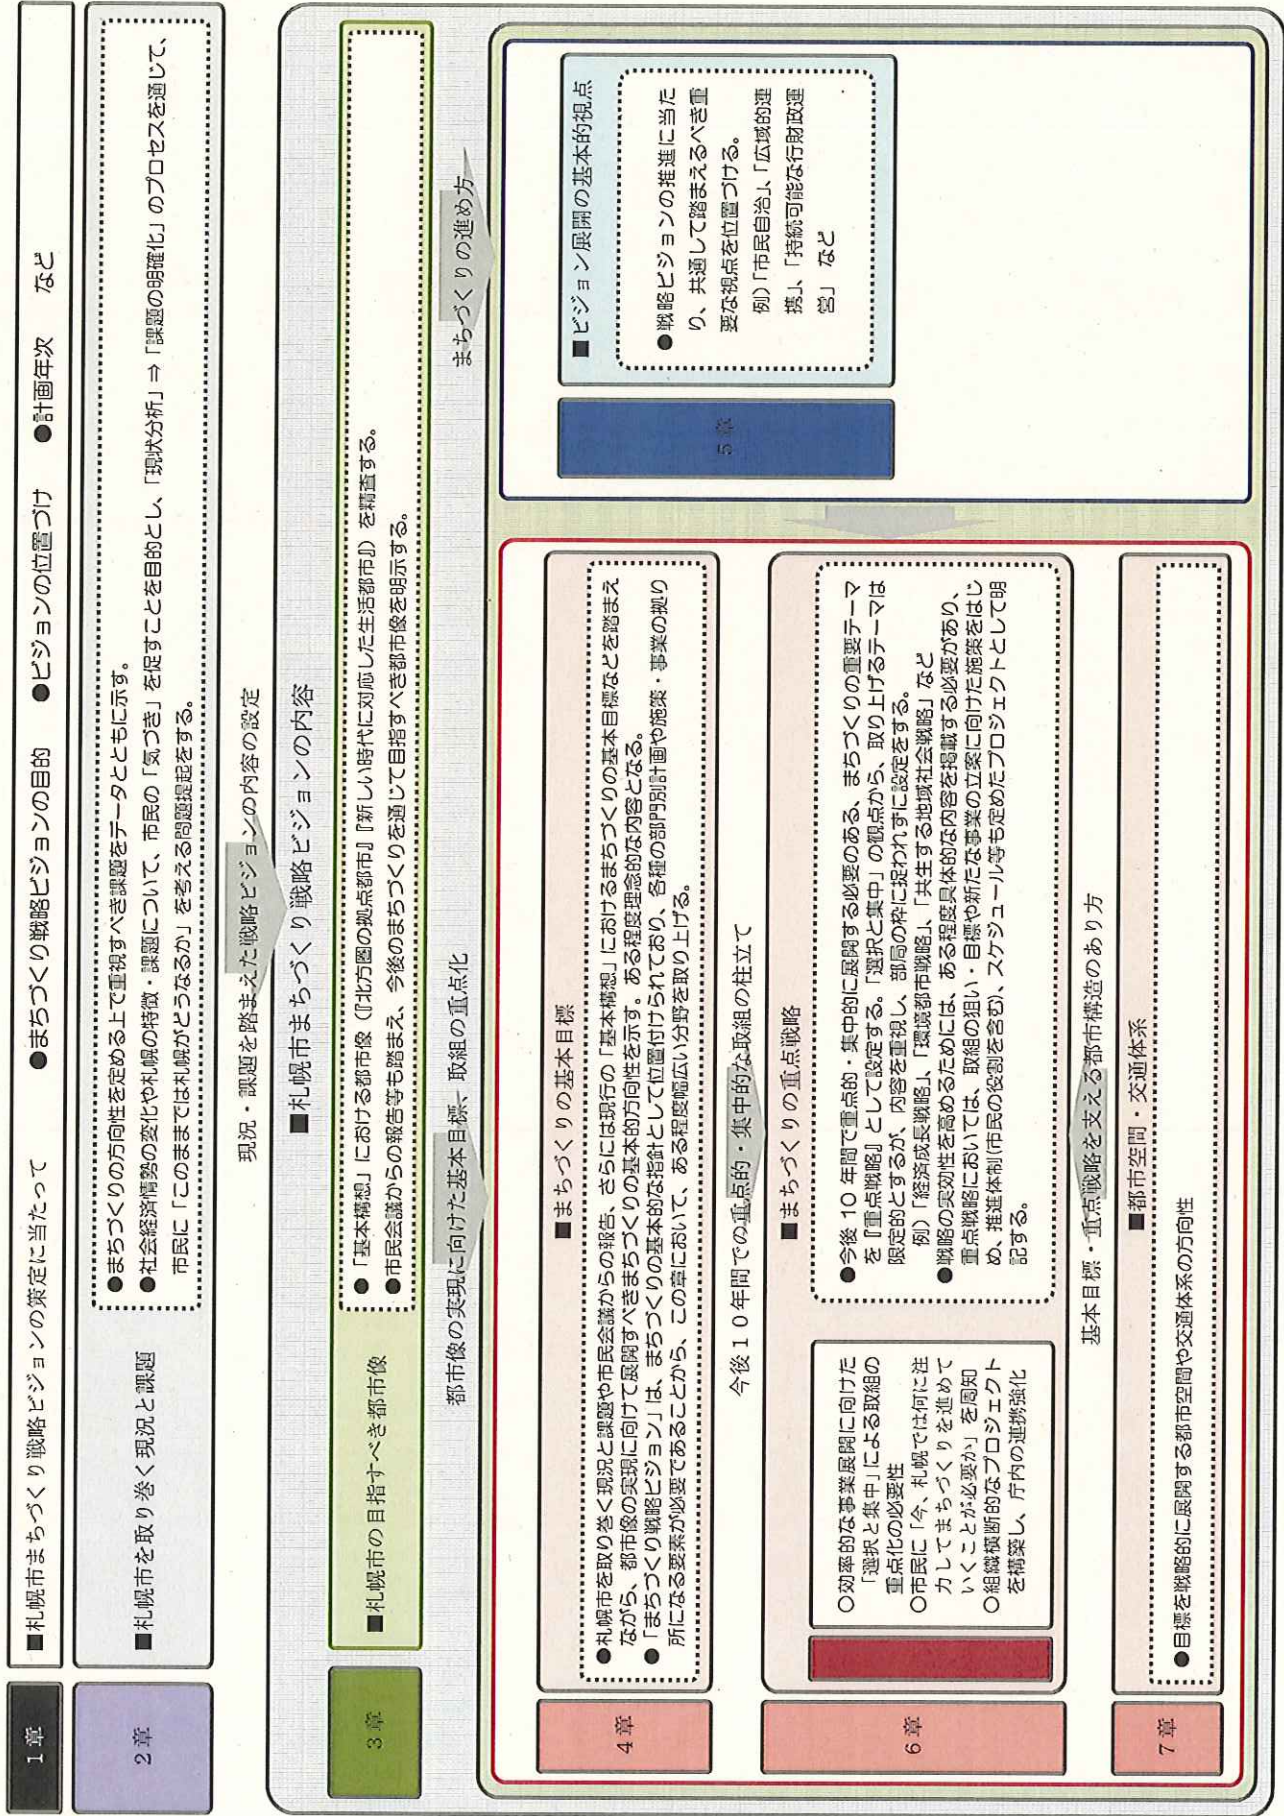 1章
■札幌市まちづくり戦略ビジョンの策定に当たって　●まちづくり戦略ビジョンの目的　●ビジョンの位置づけ　●計画年次　など
2章
■札幌市を取り巻く現況と課題
●まちづくりの方向性を定める上で重視すべき課題をデータとともに示す。
●社会経済情勢の変化や札幌の特徴・課題について、市民の「気づき」を促すことを目的とし、「現状分析」⇒「課題の明確化」のプロセスを通じて、
市民に「このままでは札幌がどうなるか」を考える問題提起をする。
現況・課題を踏まえた戦略ビジョンの内容の設定
■札幌市まちづくり戦略ビジョンの内容
3章
■札幌市の目指すべき都市像
●「基本構想」における都市像（『北方圏の拠点都市』『新しい時代に対応した生活都市』）を精査する。
●市民会議からの報告等も踏まえ、今後のまちづくりを通じて目指すべき都市像を明示する。
都市像の実現に向けた基本目標、取組の重点化
まちづくりの進め方
4章
■まちづくりの基本目標
●札幌市を取り巻く現況と課題や市民会議からの報告、さらには現行の「基本構想」におけるまちづくりの基本目標などを踏まえ
ながら、都市像の実現に向けて展開すべきまちづくりの基本的方向性を示す。ある程度理念的な内容となる。
●「まちづくり戦略ビジョン」は、まちづくりの基本的な指針として位置付けられており、各種の部門別計画や施策・事業の拠り
所になる要素が必要であることから、この章において、ある程度幅広い分野を取り上げる。
今後１０年間での重点的・集中的な取組の柱立て
6章
■まちづくりの重点戦略
○効率的な事業展開に向けた
「選択と集中」による取組の
重点化の必要性
○市民に「今、札幌では何に注
力してまちづくりを進めて
いくことが必要か」を周知
○組織横断的なプロジェクト
を構築し、庁内の連携強化
●今後 10 年間で重点的・集中的に展開する必要のある、まちづくりの重要テーマ
を『重点戦略』として設定する。「選択と集中」の観点から、取り上げるテーマは
限定的とするが、内容を重視し、部局の枠に捉われずに設定をする。
例）「経済成長戦略」、「環境都市戦略」、「共生する地域社会戦略」など
●戦略の実効性を高めるためには、ある程度具体的な内容を掲載する必要があり、
重点戦略においては、取組の狙い・目標や新たな事業の立案に向けた施策をはじ
め、推進体制(市民の役割を含む)、スケジュール等も定めたプロジェクトとして明
記する。
基本目標・重点戦略を支える都市構造のあり方
7章
■都市空間・交通体系
●目標を戦略的に展開する都市空間や交通体系の方向性
5章
■ビジョン展開の基本的視点
●戦略ビジョンの推進に当た
り、共通して踏まえるべき重
要な視点を位置づける。
例）「市民自治」、「広域的連
携」、「持続可能な行財政運
営」など